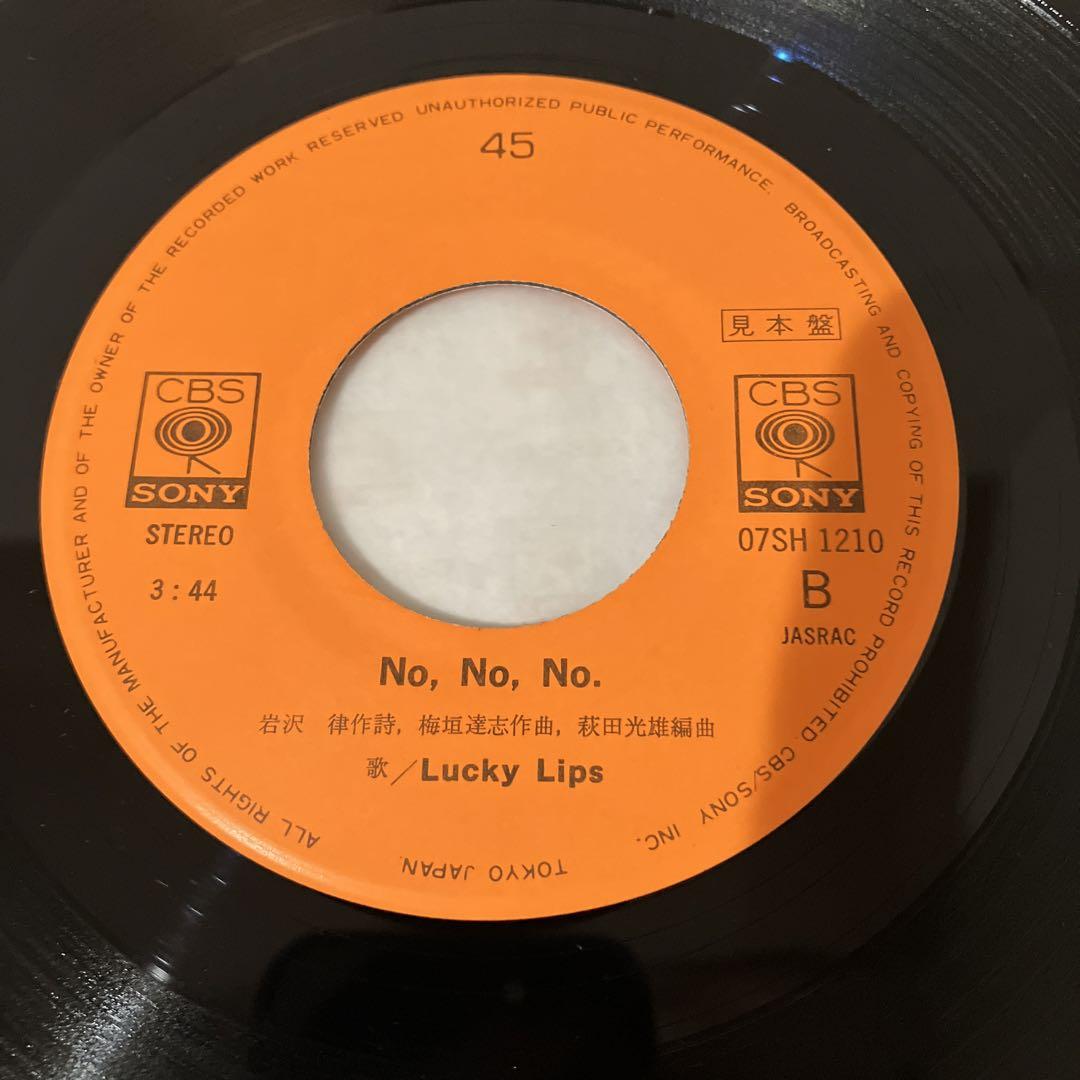 ALL RIGHTS OF THE MANUFACTURER AND OF THE OWNER OF THE RECORDED WORK RESERVED UNAUTHORIZED PUBLIC PERFORMANCE. BROADCASTING AND COPYING OF THIS RECORD PROHIBITED. CBS/SONY INC.
TOKYO JAPAN.
45
見本盤
CBS
SONY
STEREO
3:44
CBS
SONY
07SH 1210
B
JASRAC
No, No, No.
岩沢 律作詩, 梅垣達志作曲, 萩田光雄編曲
歌/Lucky Lips